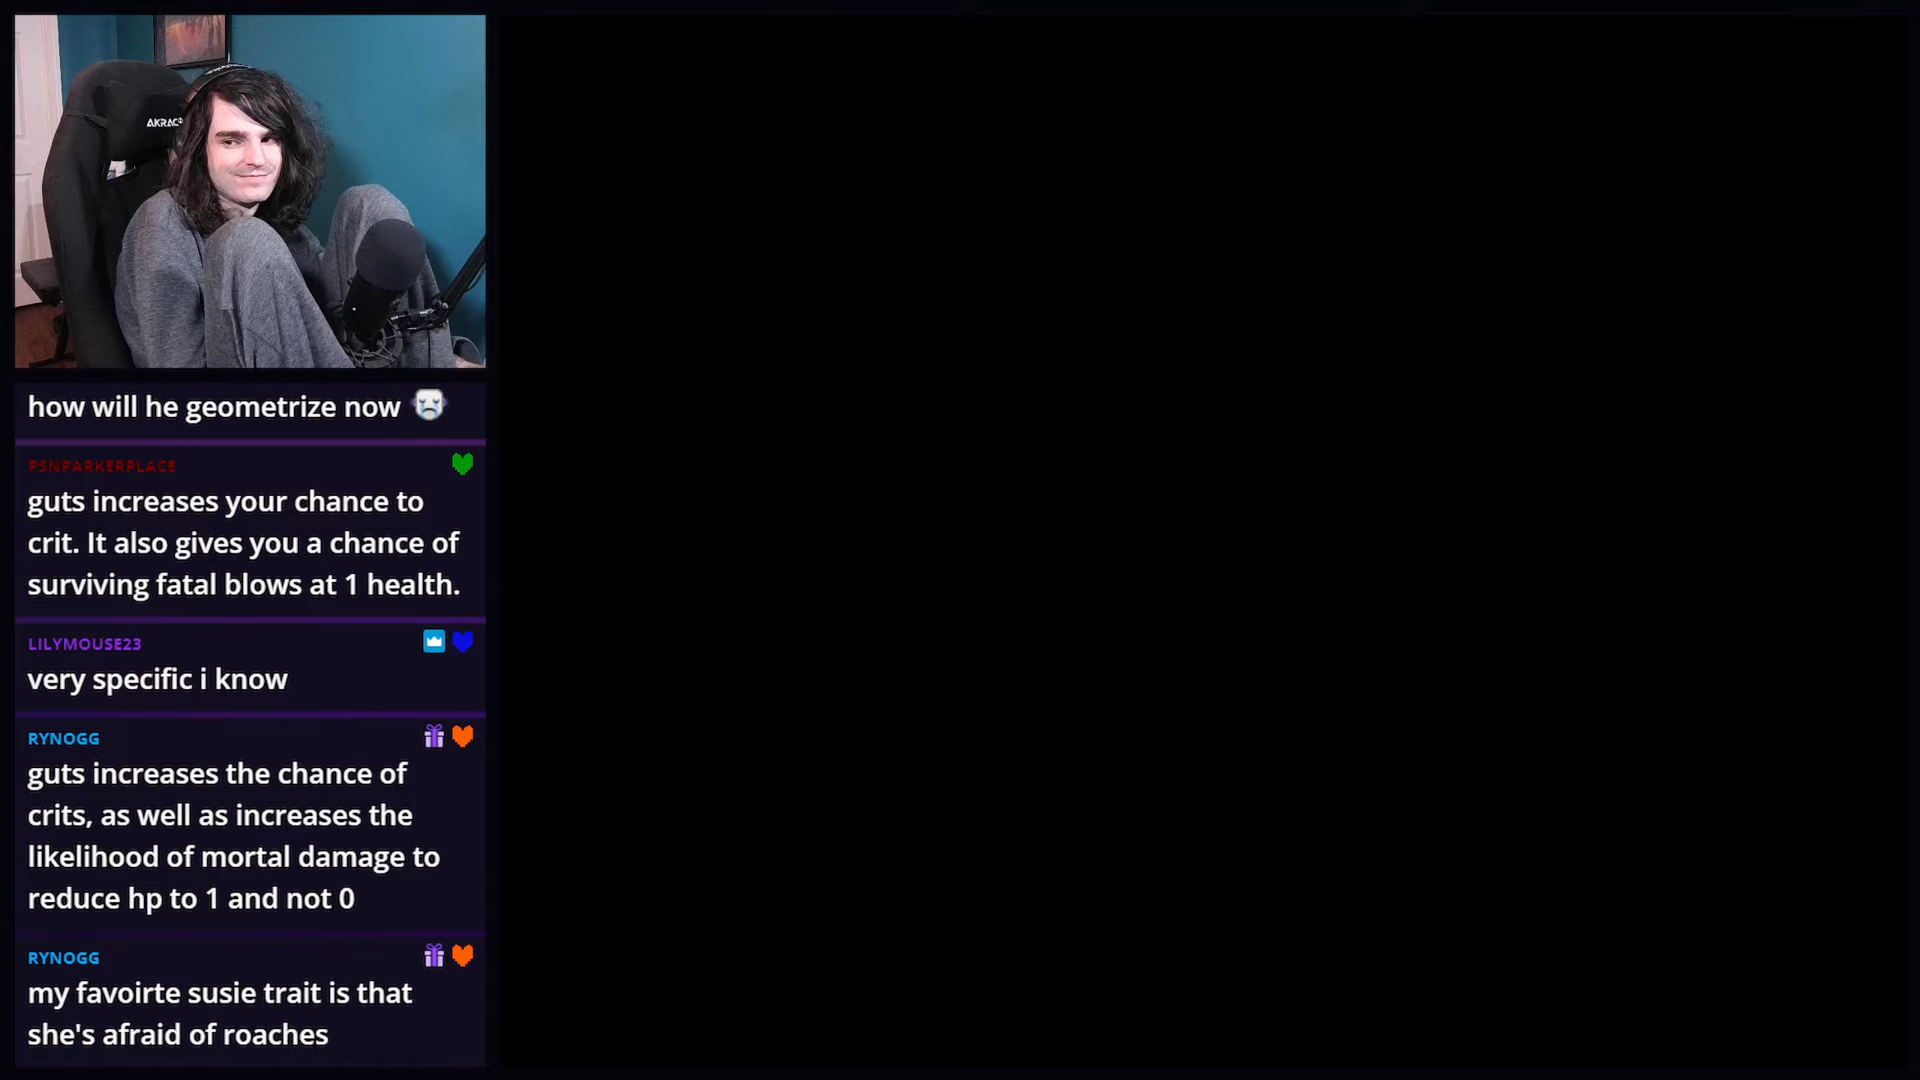 AKRAC
how will he geometrize now
PSNPARKERPLACE
guts increases your chance to
crit. It also gives you a chance of
surviving fatal blows at 1 health.
LILYMOUSE23
very specific i know
RYNOGG
guts increases the chance of
crits, as well as increases the
likelihood of mortal damage to
reduce hp to 1 and not 0
RYNOGG
my favoirte susie trait is that
she's afraid of roaches